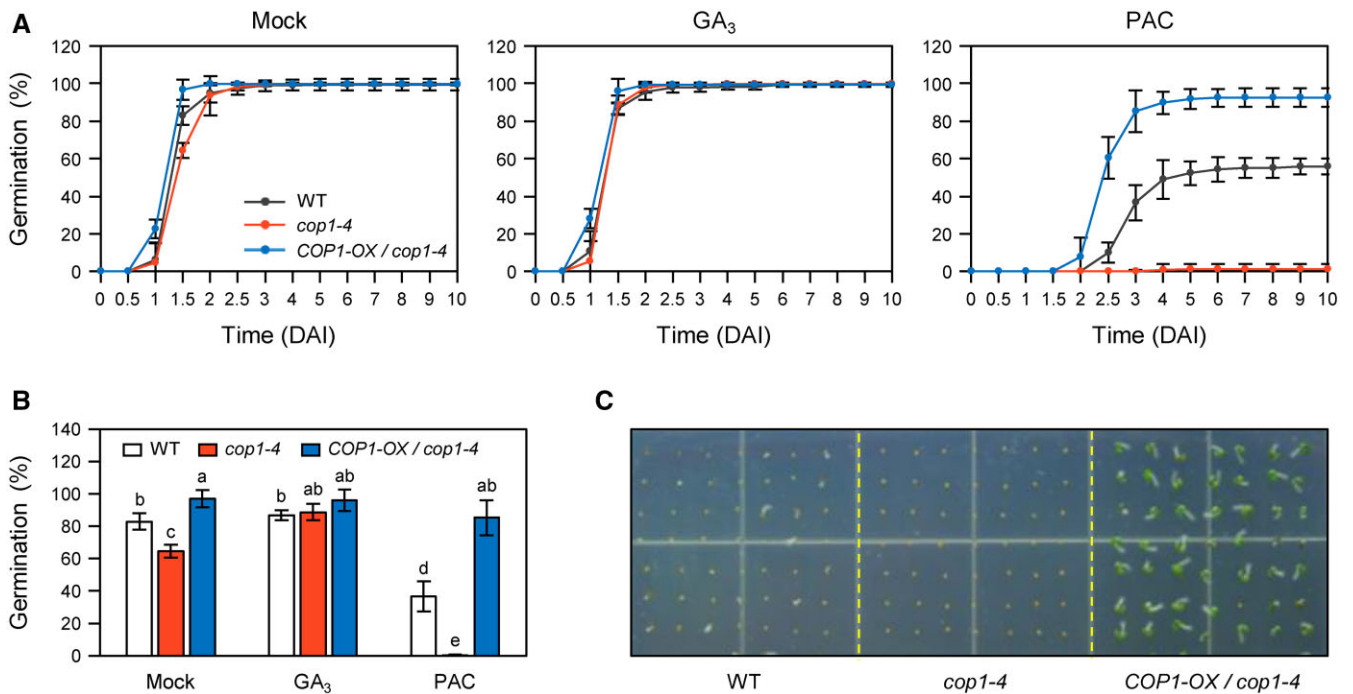 A
Mock
GA3
PAC
Germination (%)
120
100
80
60
40
20
0
WT
cop1-4
COP1-OX / cop1-4
0 0.5 1 1.5 2 2.5 3 4 5 6 7 8 9 10
Time (DAI)
120
100
80
60
40
20
0
0 0.5 1 1.5 2 2.5 3 4 5 6 7 8 9 10
Time (DAI)
120
100
80
60
40
20
0
0 0.5 1 1.5 2 2.5 3 4 5 6 7 8 9 10
Time (DAI)
B
Germination (%)
140
120
100
80
60
40
20
0
WT cop1-4 COP1-OX / cop1-4
b c a
b ab ab
d e ab
Mock GA3 PAC
C
WT cop1-4 COP1-OX / cop1-4